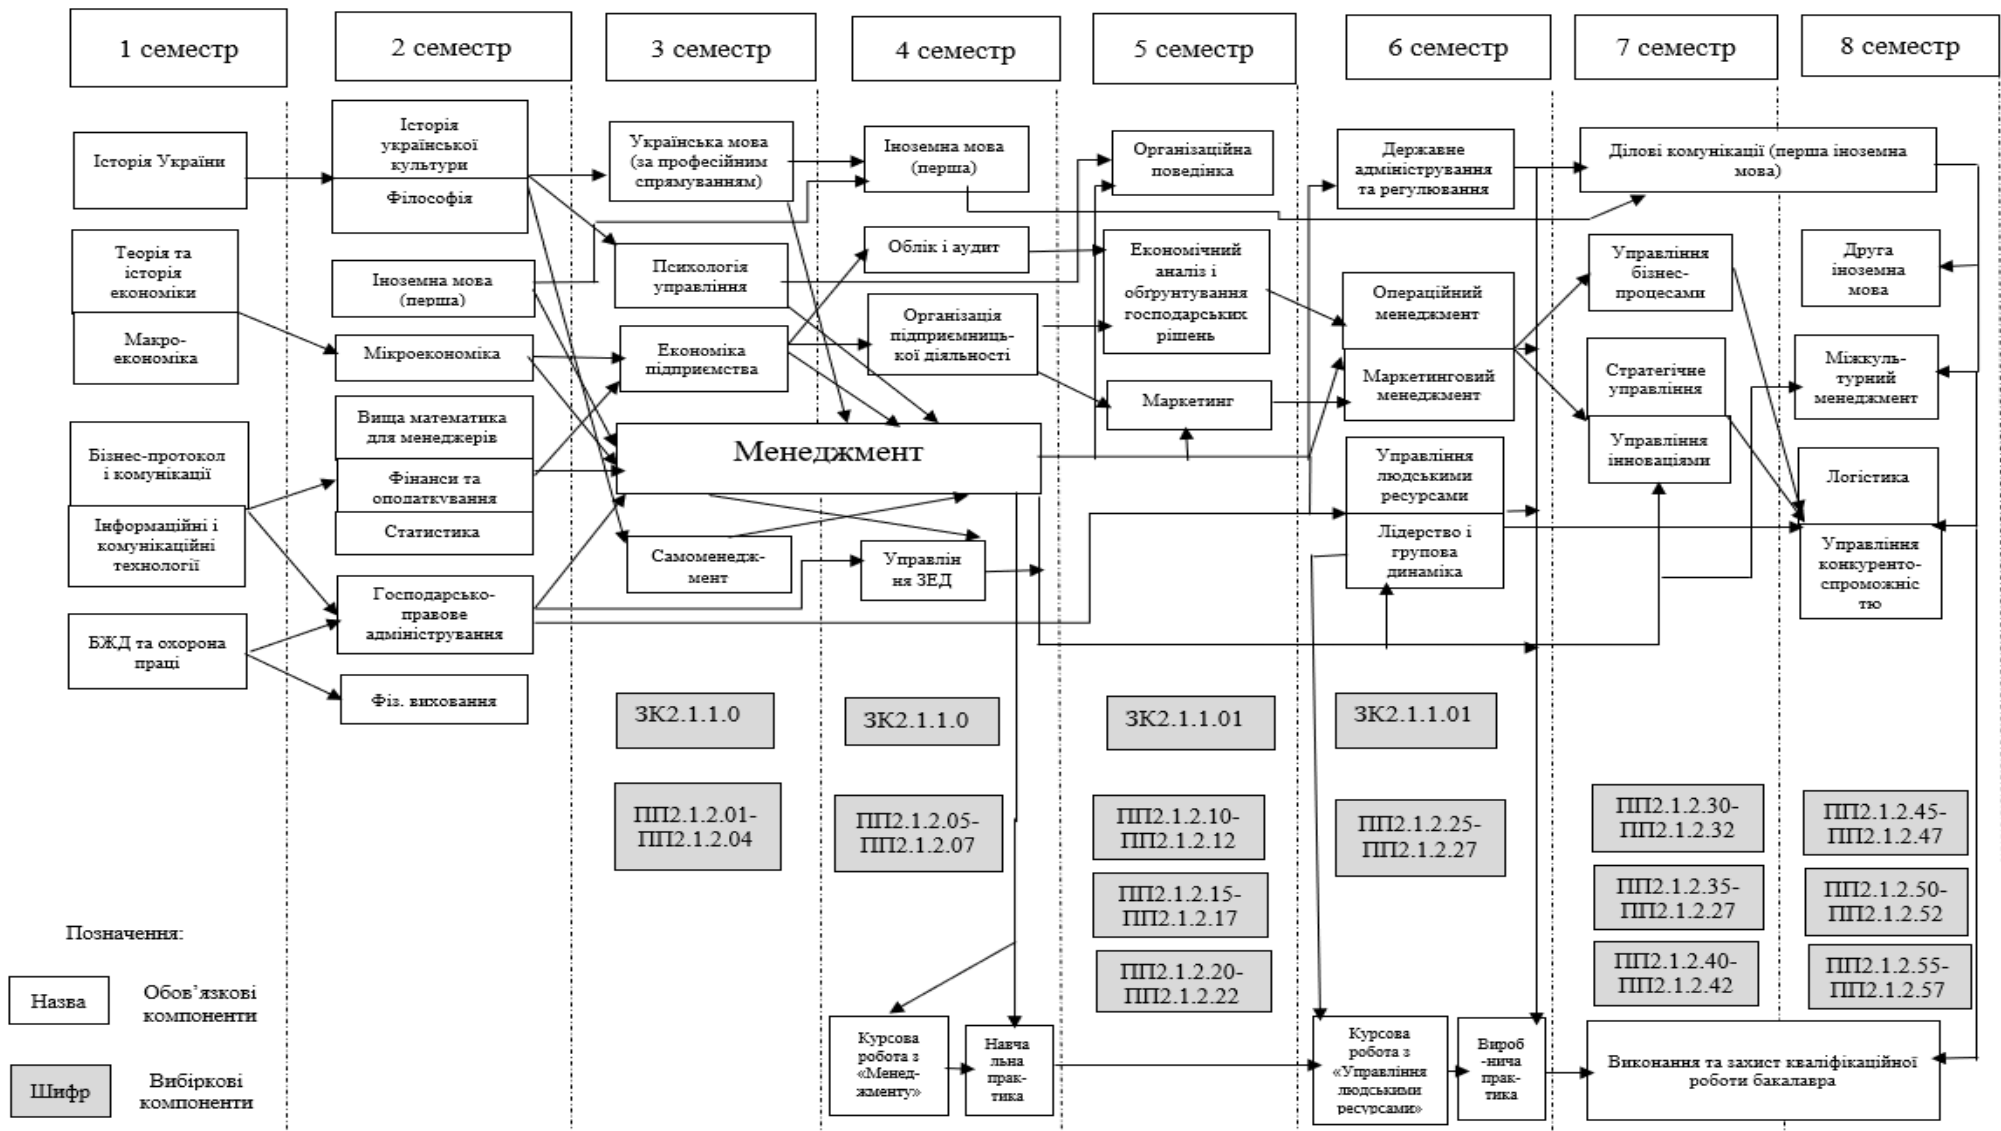 1 семестр
2 семестр
3 семестр
4 семестр
5 семестр
6 семестр
7 семестр
8 семестр
Історія України
Теорія та
історія
економіки
Макро-
економіка
Бізнес-протокол
і комунікації
Інформаційні і
комунікаційні
технології
БЖД та охорона
праці
Історія
української
культури
Філософія
Іноземна мова
(перша)
Мікроекономіка
Вища математика
для менеджерів
Фінанси та
оподаткування
Статистика
Господарсько-
правове
адміністрування
Фіз. виховання
Українська мова
(за професійним
спрямуванням)
Психологія
управління
Економіка
підприємства
Менеджмент
Самоменедж-
мент
ЗК2.1.1.0
ПП2.1.2.01-
ПП2.1.2.04
Іноземна мова
(перша)
Облік і аудит
Організація
підприємниць-
кої діяльності
Управлін
ня ЗЕД
ЗК2.1.1.0
ПП2.1.2.05-
ПП2.1.2.07
Курсова
робота з
«Менед-
жменту»
Навча
льна
прак-
тика
Організаційна
поведінка
Економічний
аналіз і
обґрунтування
господарських
рішень
Маркетинг
ЗК2.1.1.01
ПП2.1.2.10-
ПП2.1.2.12
ПП2.1.2.15-
ПП2.1.2.17
ПП2.1.2.20-
ПП2.1.2.22
Державне
адміністрування
та регулювання
Операційний
менеджмент
Маркетинговий
менеджмент
Управління
людськими
ресурсами
Лідерство і
групова
динаміка
ЗК2.1.1.01
ПП2.1.2.25-
ПП2.1.2.27
Курсова
робота з
«Управління
людськими
ресурсами»
Вироб
-нича
прак-
тика
Ділові комунікації (перша іноземна
мова)
Управління
бізнес-
процесами
Стратегічне
управління
Управління
інноваціями
ПП2.1.2.30-
ПП2.1.2.32
ПП2.1.2.35-
ПП2.1.2.27
ПП2.1.2.40-
ПП2.1.2.42
Друга
іноземна
мова
Міжкуль-
турний
менеджмент
Логістика
Управління
конкуренто-
спроможніс
тю
ПП2.1.2.45-
ПП2.1.2.47
ПП2.1.2.50-
ПП2.1.2.52
ПП2.1.2.55-
ПП2.1.2.57
Виконання та захист кваліфікаційної
роботи бакалавра
Позначення:
Назва
Обов’язкові
компоненти
Шифр
Вибіркові
компоненти